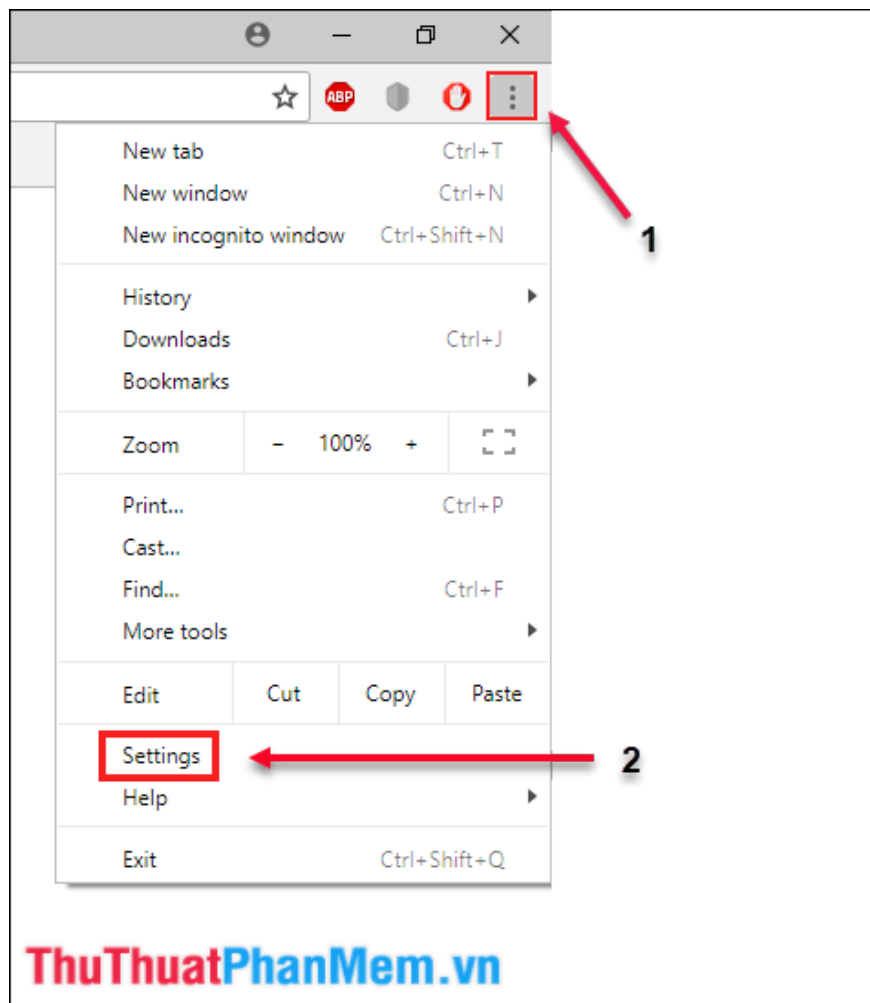 ABP
New tab Ctrl+T
New window Ctrl+N
New incognito window Ctrl+Shift+N
1
History
Downloads Ctrl+J
Bookmarks
Zoom - 100% +
Print... Ctrl+P
Cast...
Find... Ctrl+F
More tools
Edit Cut Copy Paste
Settings 2
Help
Exit Ctrl+Shift+Q
ThuThuatPhanMem.vn